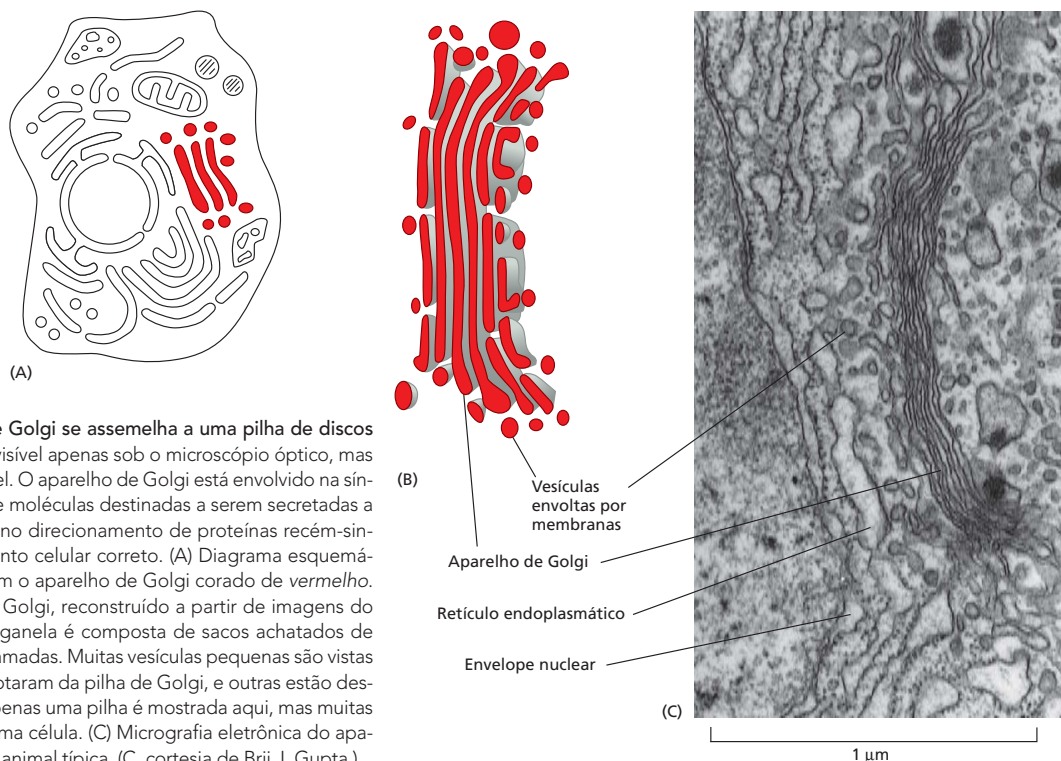 (A)
e Golgi se assemelha a uma pilha de discos
visível apenas sob o microscópio óptico, mas
el. O aparelho de Golgi está envolvido na sín-
e moléculas destinadas a serem secretadas a
no direcionamento de proteínas recém-sin-
nto celular correto. (A) Diagrama esquemá-
m o aparelho de Golgi corado de vermelho.
Golgi, reconstruído a partir de imagens do
ganela é composta de sacos achatados de
amadas. Muitas vesículas pequenas são vistas
otaram da pilha de Golgi, e outras estão des-
penas uma pilha é mostrada aqui, mas muitas
ma célula. (C) Micrografia eletrônica do apa-
animal típica. (C, cortesia de Brij J. Gupta.)
(B)
Vesículas
envoltas por
membranas
Aparelho de Golgi
Retículo endoplasmático
Envelope nuclear
(C)
1 μm